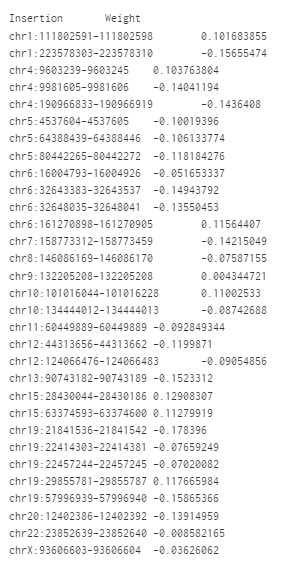 Insertion Weight
chr1:111802591-111802598 0.101683855
chr1:223578303-223578310 -0.15655474
chr4:9603239-9603245 0.103763804
chr4:9981605-9981606 -0.14041194
chr4:190966833-190966919 -0.1436408
chr5:4537604-4537605 -0.10019396
chr5:64388439-64388446 -0.106133774
chr5:80442265-80442272 -0.118184276
chr6:16004793-16004926 -0.051653337
chr6:32643383-32643537 -0.14943792
chr6:32648035-32648041 -0.13550453
chr6:161270898-161270905 0.11564407
chr7:158773312-158773459 -0.14215049
chr8:146086169-146086170 -0.07587155
chr9:132205208-132205208 0.004344721
chr10:101016044-101016228 0.11002533
chr10:134444012-134444013 -0.08742688
chr11:60449889-60449889 -0.092849344
chr12:44313656-44313662 -0.1199871
chr12:124066476-124066483 -0.09054856
chr13:90743182-90743189 -0.1523312
chr15:28430044-28430186 0.12908307
chr15:63374593-63374600 0.11279919
chr19:21841536-21841541 -0.178396
chr19:22414303-22414381 -0.07659249
chr19:22457244-22457245 -0.07020082
chr19:29855781-29855787 0.117665984
chr19:57996939-57996940 -0.15865366
chr20:12402386-12402392 -0.13914959
chr22:23852639-23852640 -0.008582165
chrX:93606603-93606604 -0.03626062